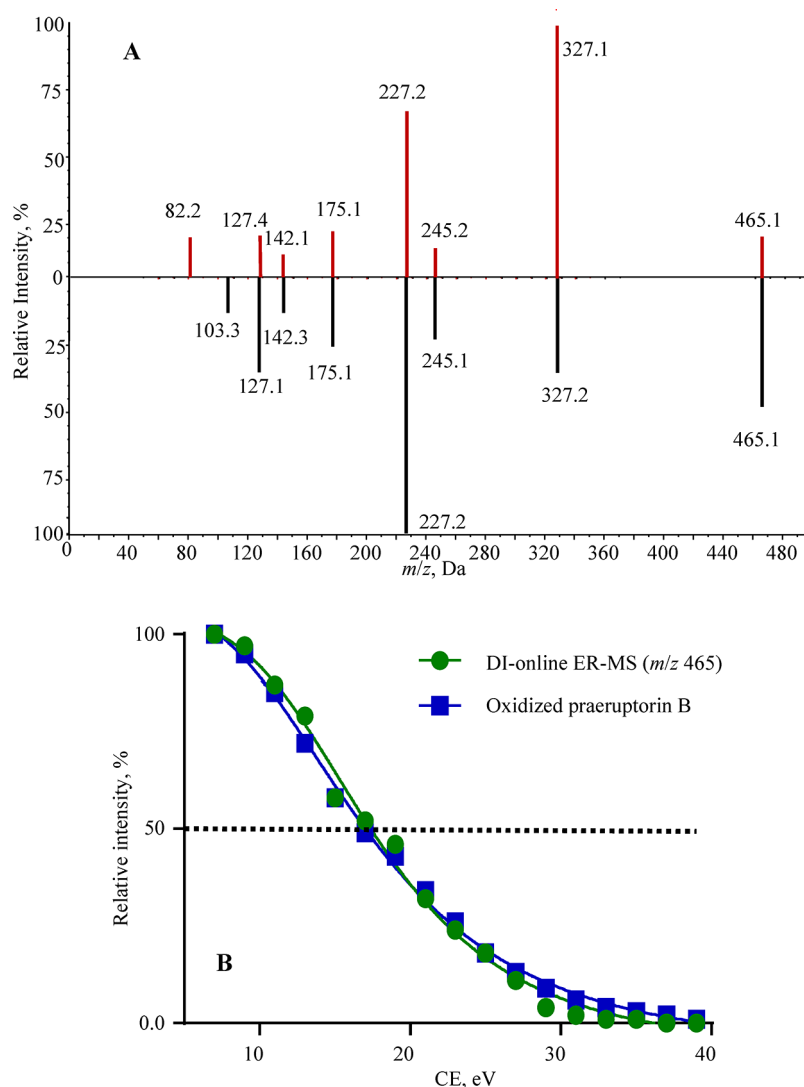 A
100
75
50
25
0
25
50
75
100
Relative Intensity, %
82.2
127.4
142.1
175.1
227.2
245.2
327.1
465.1
103.3
127.1
142.3
175.1
227.2
245.1
327.2
465.1
0 40 80 120 160 220 240 280 320 360 400 440 480
m/z, Da
100
50
0.0
Relative intensity, %
DI-online ER-MS (m/z 465)
Oxidized praeruptorin B
B
10 20 30 40
CE, eV